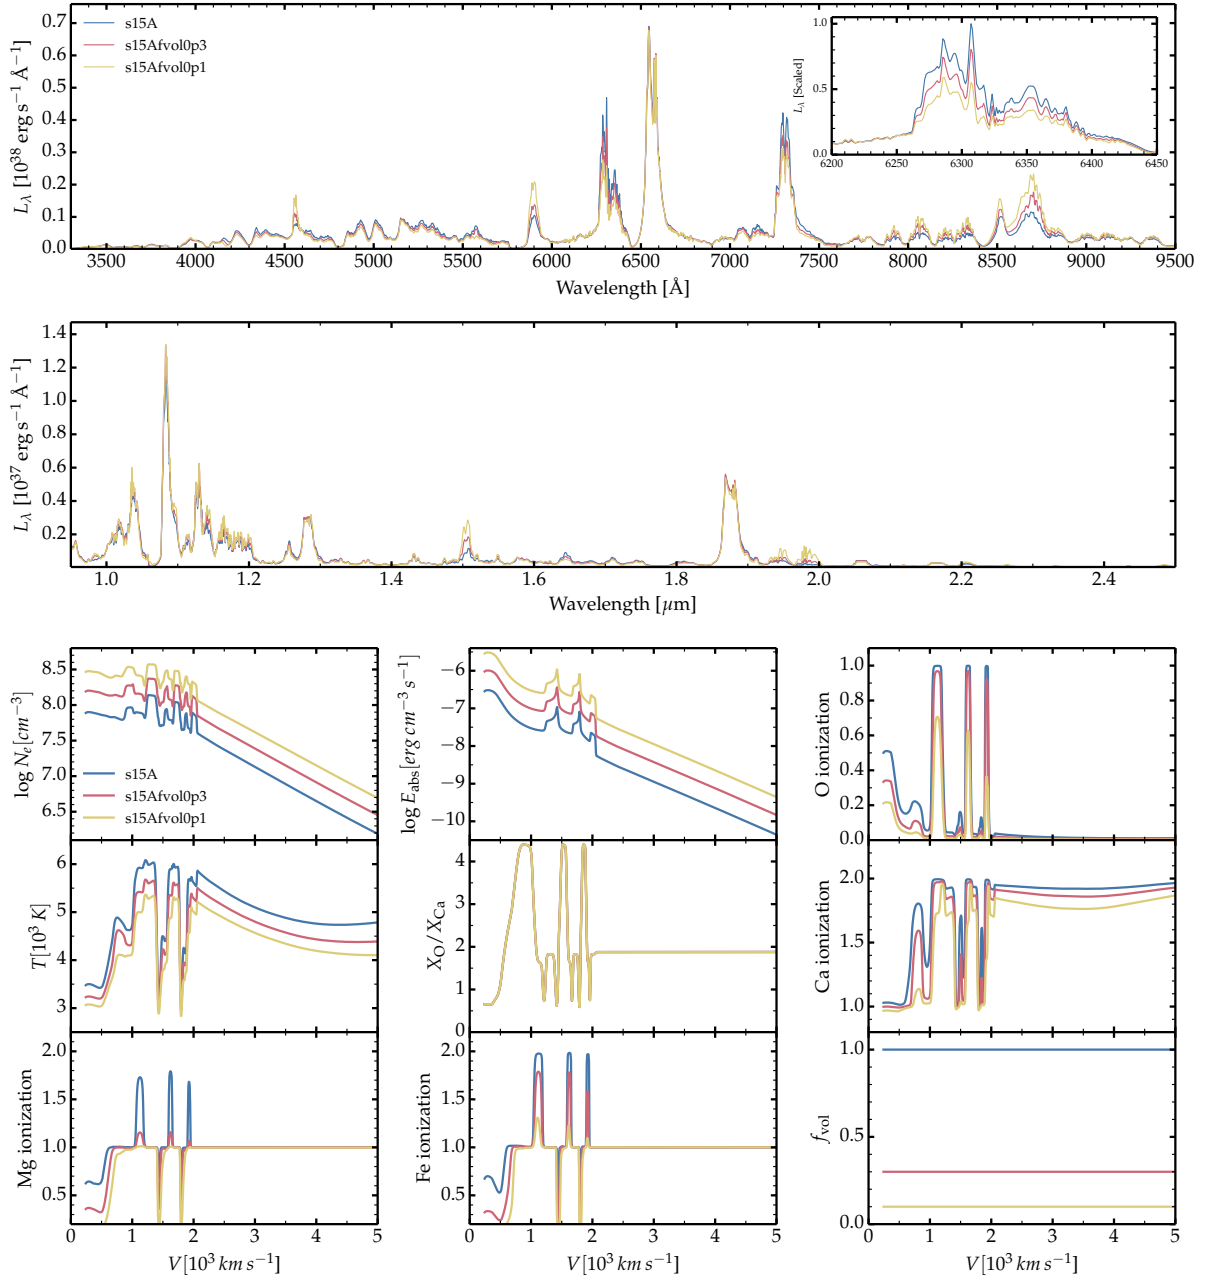 s15A
s15Afvol0p3
s15Afvol0p1
L_λ [10^38 erg s^−1 Å^−1]
0.7
0.6
0.5
0.4
0.3
0.2
0.1
0.0
3500 4000 4500 5000 5500 6000 6500 7000 7500 8000 8500 9000 9500
Wavelength [Å]
L_λ [Scaled]
1.0
0.5
0.0
6200 6250 6300 6350 6400 6450
L_λ [10^37 erg s^−1 Å^−1]
1.4
1.2
1.0
0.8
0.6
0.4
0.2
1.0 1.2 1.4 1.6 1.8 2.0 2.2 2.4
Wavelength [μm]
log N_e[cm^−3]
8.5
8.0
7.5
7.0
6.5
s15A
s15Afvol0p3
s15Afvol0p1
log E_abs[erg cm^−3 s^−1]
−6
−7
−8
−9
−10
O ionization
1.0
0.8
0.6
0.4
0.2
0.0
T[10^3 K]
6
5
4
3
X_O/X_Ca
4
3
2
1
0
Ca ionization
2.0
1.5
1.0
Mg ionization
2.0
1.5
1.0
0.5
0 1 2 3 4 5
V[10^3 km s^−1]
Fe ionization
2.0
1.5
1.0
0.5
0 1 2 3 4 5
V[10^3 km s^−1]
f_vol
1.0
0.5
0.0
0 1 2 3 4 5
V[10^3 km s^−1]